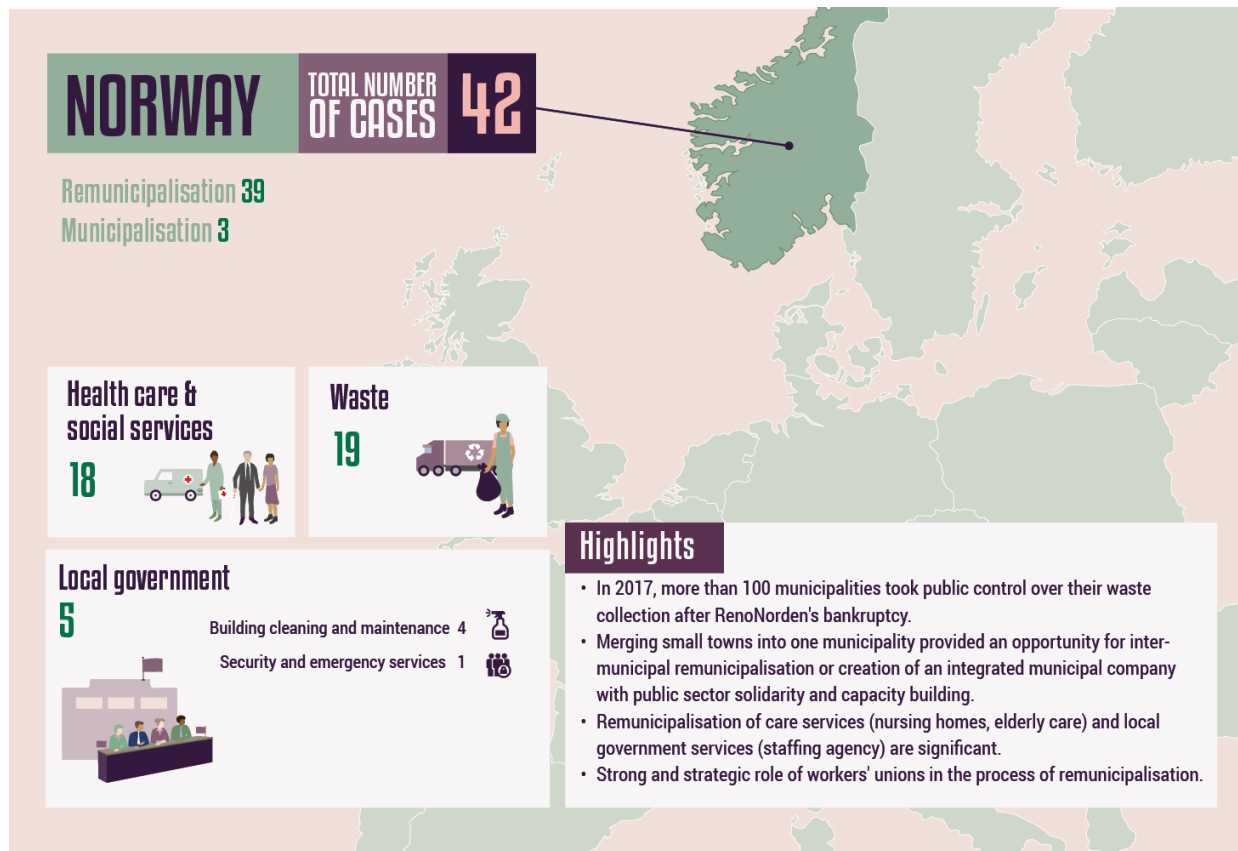 NORWAY
TOTAL NUMBER
OF CASES
42
Remunicipalisation 39
Municipalisation 3
Health care &
social services
18
Waste
19
Local government
5
Building cleaning and maintenance 4
Security and emergency services 1
Highlights
• In 2017, more than 100 municipalities took public control over their waste
collection after RenoNorden's bankruptcy.
• Merging small towns into one municipality provided an opportunity for inter-
municipal remunicipalisation or creation of an integrated municipal company
with public sector solidarity and capacity building.
• Remunicipalisation of care services (nursing homes, elderly care) and local
government services (staffing agency) are significant.
• Strong and strategic role of workers' unions in the process of remunicipalisation.